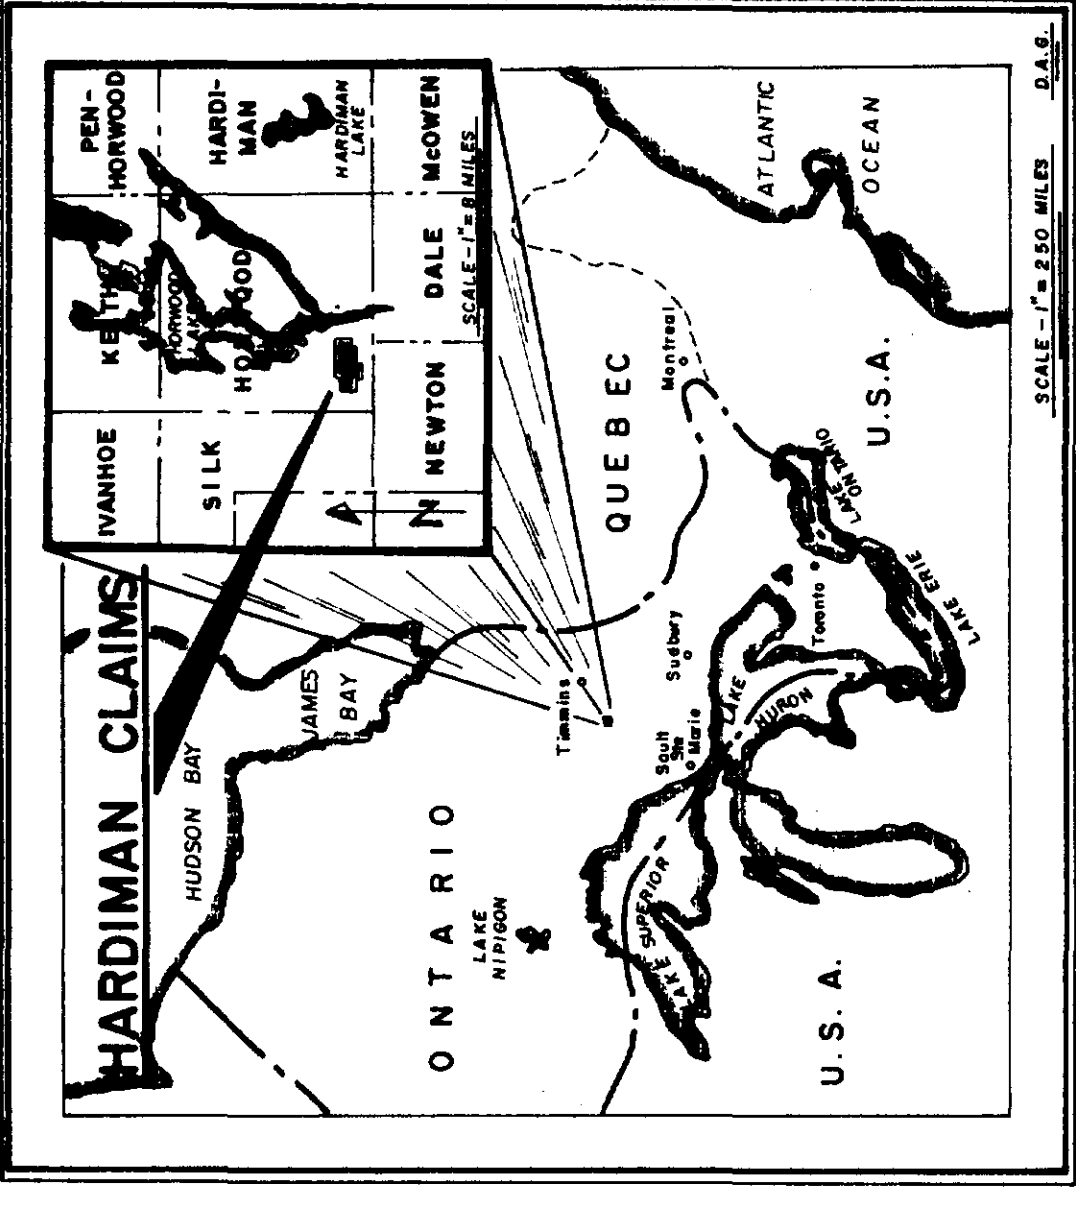 HARDIMAN CLAIMS
IVANHOE
KEITH
PEN-
HORWOOD
SILK
HORWOOD
LAKE
HORWOOD
HARDI-
MAN
HARDIMAN
LAKE
NEWTON
DALE
McOWEN
N
SCALE - 1" = 8 MILES
HUDSON BAY
JAMES
BAY
ONTARIO
LAKE
NIPIGON
QUEBEC
Timmins
Sudbury
Sault
Ste
Marie
Montreal
Toronto
LAKE SUPERIOR
LAKE
HURON
LAKE
ONTARIO
LAKE ERIE
U.S.A.
U.S.A.
ATLANTIC
OCEAN
SCALE - 1" = 250 MILES
D.A.G.